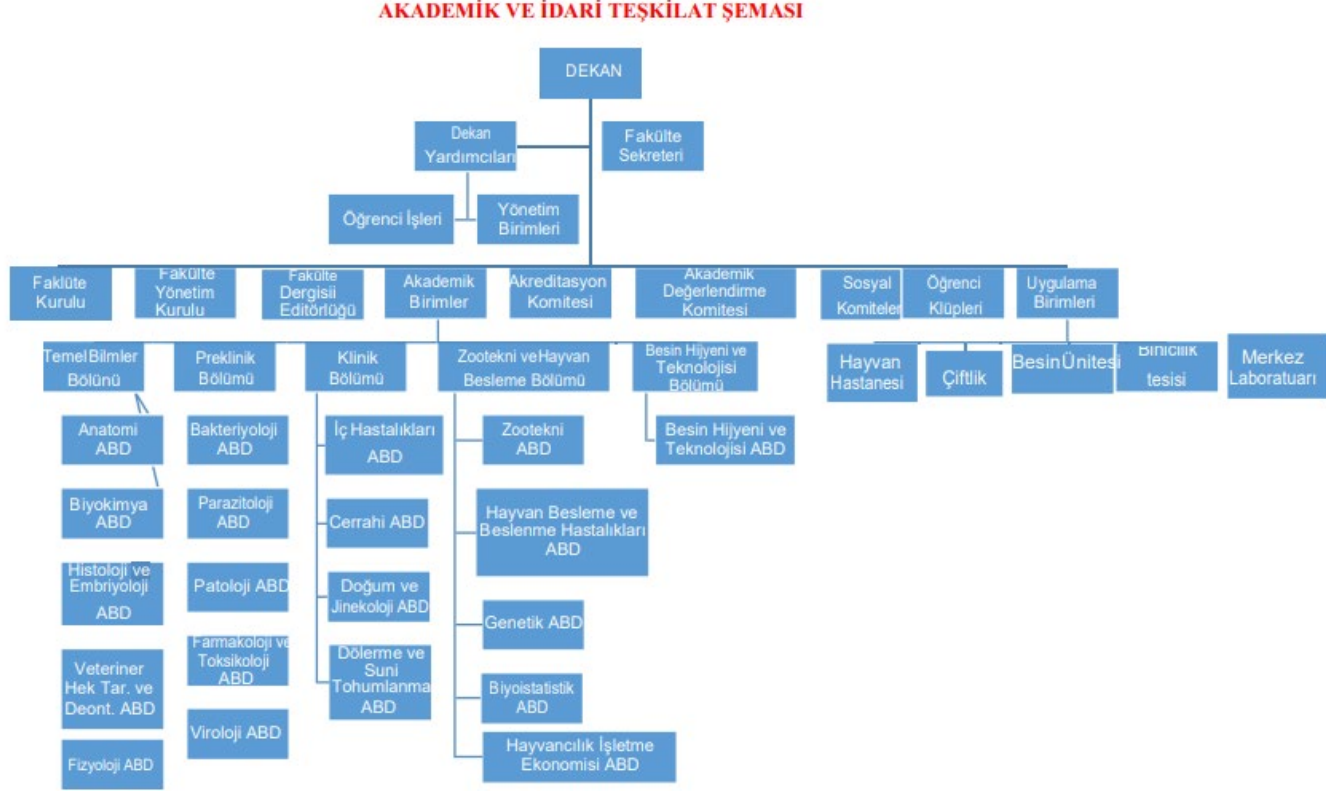 AKADEMİK VE İDARİ TEŞKİLAT ŞEMASI
DEKAN
Dekan
Yardımcıları
Fakülte
Sekreteri
Öğrenci İşleri
Yönetim
Birimleri
Faklüte
Kurulu
Fakülte
Yönetim
Kurulu
Fakülte
Dergisii
Editörlüğü
Akademik
Birimler
Akreditasyon
Komitesi
Akademik
Değerlendirme
Komitesi
Sosyal
Komiteler
Öğrenci
Klüpleri
Uygulama
Birimleri
Temel Bilmler
Bölünü
Preklinik
Bölümü
Klinik
Bölümü
Zootekni ve Hayvan
Besleme Bölümü
Besin Hijyeni ve
Teknolojisi
Bölümü
Hayvan
Hastanesi
Çiftlik
Besin Ünitesi
Binicilik
tesisi
Merkez
Laboratuarı
Anatomi
ABD
Biyokimya
ABD
Histoloji ve
Embriyoloji
ABD
Veteriner
Hek Tar. ve
Deont. ABD
Fizyoloji ABD
Bakteriyoloji
ABD
Parazitoloji
ABD
Patoloji ABD
Farmakoloji ve
Toksikoloji
ABD
Viroloji ABD
İç Hastalıkları
ABD
Cerrahi ABD
Doğum ve
Jinekoloji ABD
Dölerme ve
Suni
Tohumlanma
ABD
Zootekni
ABD
Hayvan Besleme ve
Beslenme Hastalıkları
ABD
Genetik ABD
Biyoistatistik
ABD
Hayvancılık İşletme
Ekonomisi ABD
Besin Hijyeni ve
Teknolojisi ABD